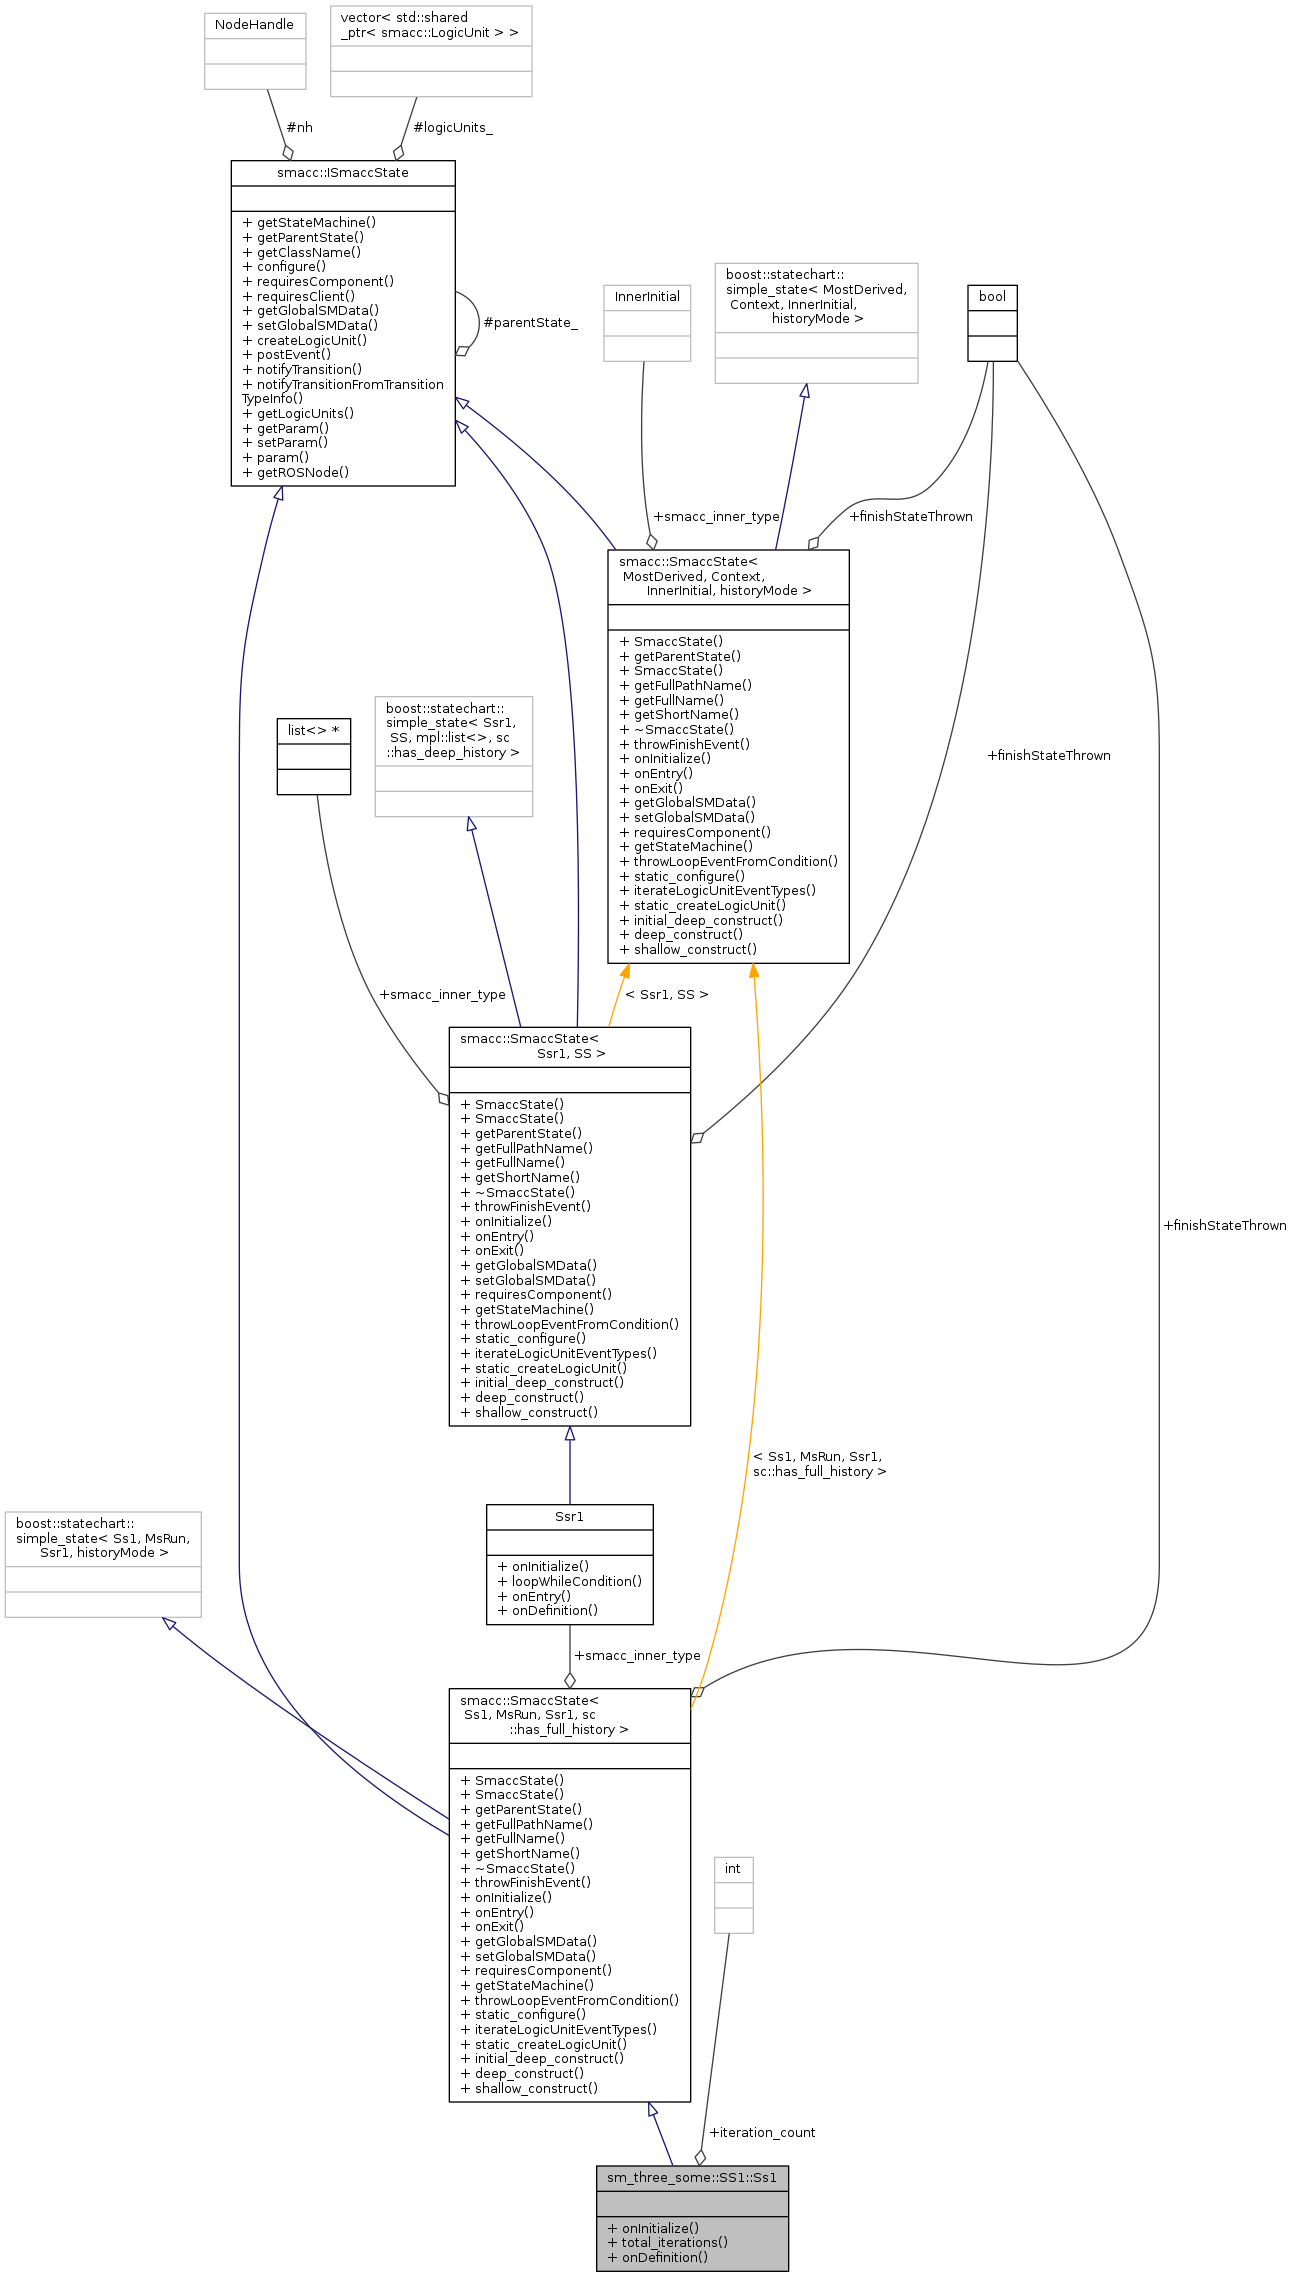 NodeHandle
vector< std::shared
_ptr< smacc::LogicUnit > >
#nh
#logicUnits_
smacc::ISmaccState
+ getStateMachine()
+ getParentState()
+ getClassName()
+ configure()
+ requiresComponent()
+ requiresClient()
+ getGlobalSMData()
+ setGlobalSMData()
+ createLogicUnit()
+ postEvent()
+ notifyTransition()
+ notifyTransitionFromTransition
TypeInfo()
+ getLogicUnits()
+ getParam()
+ setParam()
+ param()
+ getROSNode()
#parentState_
InnerInitial
boost::statechart::
simple_state< MostDerived,
Context, InnerInitial,
historyMode >
bool
+smacc_inner_type
+finishStateThrown
smacc::SmaccState<
MostDerived, Context,
InnerInitial, historyMode >
+ SmaccState()
+ getParentState()
+ SmaccState()
+ getFullPathName()
+ getFullName()
+ getShortName()
+ ~SmaccState()
+ throwFinishEvent()
+ onInitialize()
+ onEntry()
+ onExit()
+ getGlobalSMData()
+ setGlobalSMData()
+ requiresComponent()
+ getStateMachine()
+ throwLoopEventFromCondition()
+ static_configure()
+ iterateLogicUnitEventTypes()
+ static_createLogicUnit()
+ initial_deep_construct()
+ deep_construct()
+ shallow_construct()
list<> *
boost::statechart::
simple_state< Ssr1,
SS, mpl::list<>, sc
::has_deep_history >
+finishStateThrown
+smacc_inner_type
< Ssr1, SS >
smacc::SmaccState<
Ssr1, SS >
+ SmaccState()
+ SmaccState()
+ getParentState()
+ getFullPathName()
+ getFullName()
+ getShortName()
+ ~SmaccState()
+ throwFinishEvent()
+ onInitialize()
+ onEntry()
+ onExit()
+ getGlobalSMData()
+ setGlobalSMData()
+ requiresComponent()
+ getStateMachine()
+ throwLoopEventFromCondition()
+ static_configure()
+ iterateLogicUnitEventTypes()
+ static_createLogicUnit()
+ initial_deep_construct()
+ deep_construct()
+ shallow_construct()
+finishStateThrown
< Ss1, MsRun, Ssr1,
sc::has_full_history >
boost::statechart::
simple_state< Ss1, MsRun,
Ssr1, historyMode >
Ssr1
+ onInitialize()
+ loopWhileCondition()
+ onEntry()
+ onDefinition()
+smacc_inner_type
smacc::SmaccState<
Ss1, MsRun, Ssr1, sc
::has_full_history >
+ SmaccState()
+ SmaccState()
+ getParentState()
+ getFullPathName()
+ getFullName()
+ getShortName()
+ ~SmaccState()
+ throwFinishEvent()
+ onInitialize()
+ onEntry()
+ onExit()
+ getGlobalSMData()
+ setGlobalSMData()
+ requiresComponent()
+ getStateMachine()
+ throwLoopEventFromCondition()
+ static_configure()
+ iterateLogicUnitEventTypes()
+ static_createLogicUnit()
+ initial_deep_construct()
+ deep_construct()
+ shallow_construct()
int
+iteration_count
sm_three_some::SS1::Ss1
+ onInitialize()
+ total_iterations()
+ onDefinition()